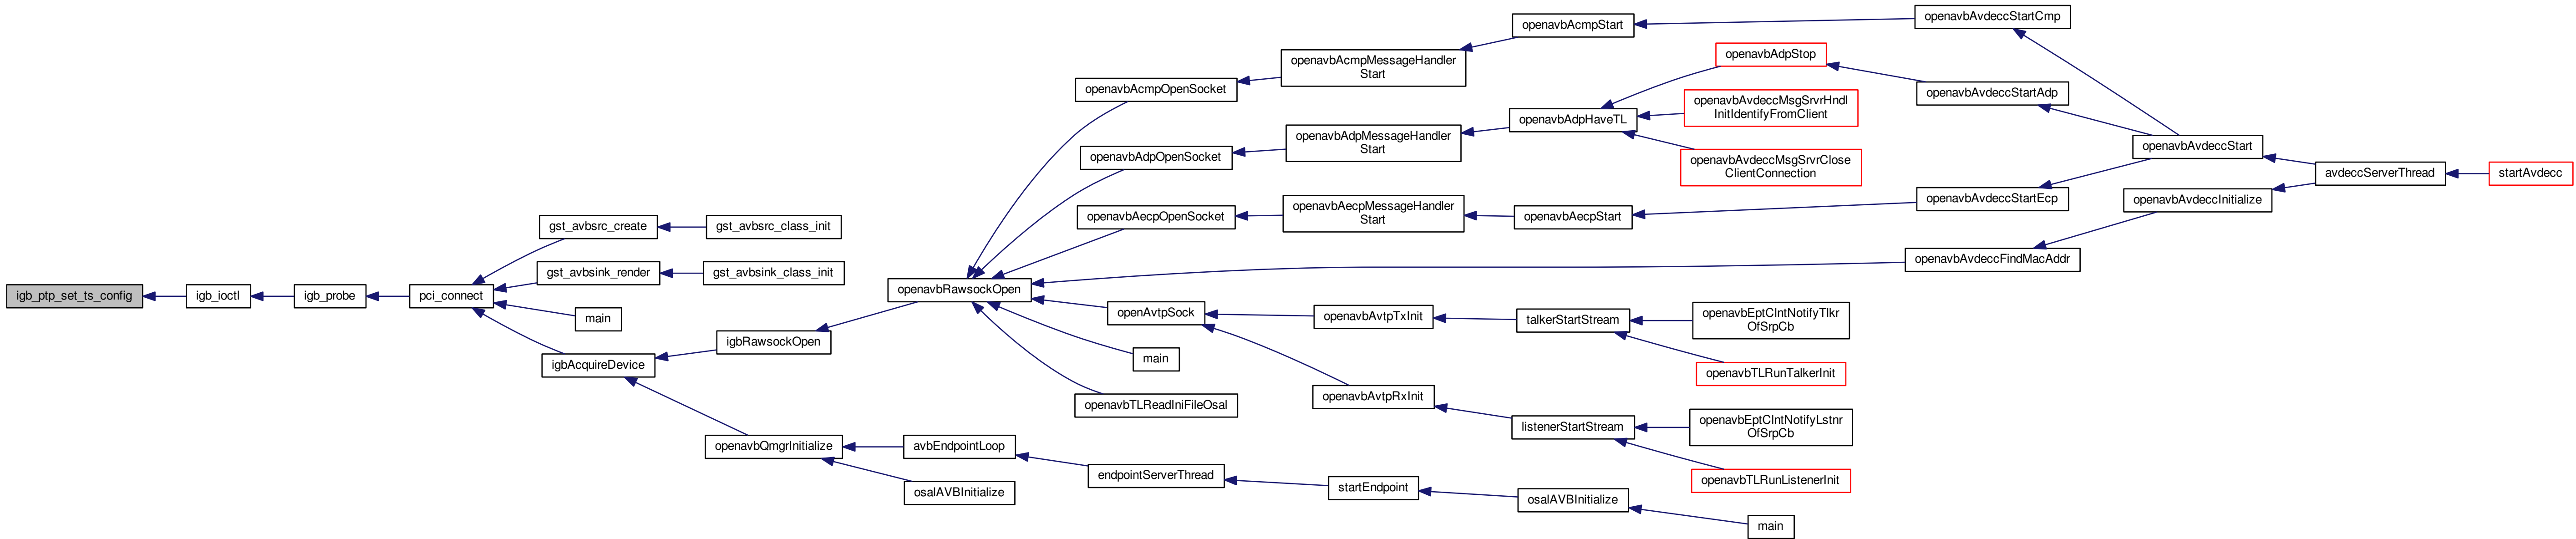 igb_ptp_set_ts_config
igb_ioctl
igb_probe
pci_connect
gst_avbsrc_create
gst_avbsrc_class_init
gst_avbsink_render
gst_avbsink_class_init
main
igbAcquireDevice
igbRawsockOpen
openavbQmgrInitialize
openavbRawsockOpen
avbEndpointLoop
osalAVBInitialize
openavbAcmpOpenSocket
openavbAdpOpenSocket
openavbAecpOpenSocket
openAvtpSock
main
openavbTLReadIniFileOsal
endpointServerThread
openavbAcmpMessageHandler
Start
openavbAdpMessageHandler
Start
openavbAecpMessageHandler
Start
openavbAvtpTxInit
openavbAvtpRxInit
startEndpoint
openavbAcmpStart
openavbAdpHaveTL
openavbAecpStart
talkerStartStream
listenerStartStream
osalAVBInitialize
openavbAdpStop
openavbAvdeccMsgSrvrHndl
InitIdentifyFromClient
openavbAvdeccMsgSrvrClose
ClientConnection
openavbEptClntNotifyTlkr
OfSrpCb
openavbTLRunTalkerInit
openavbEptClntNotifyLstnr
OfSrpCb
openavbTLRunListenerInit
main
openavbAvdeccStartCmp
openavbAvdeccStartAdp
openavbAvdeccStartEcp
openavbAvdeccFindMacAddr
openavbAvdeccStart
openavbAvdeccInitialize
avdeccServerThread
startAvdecc